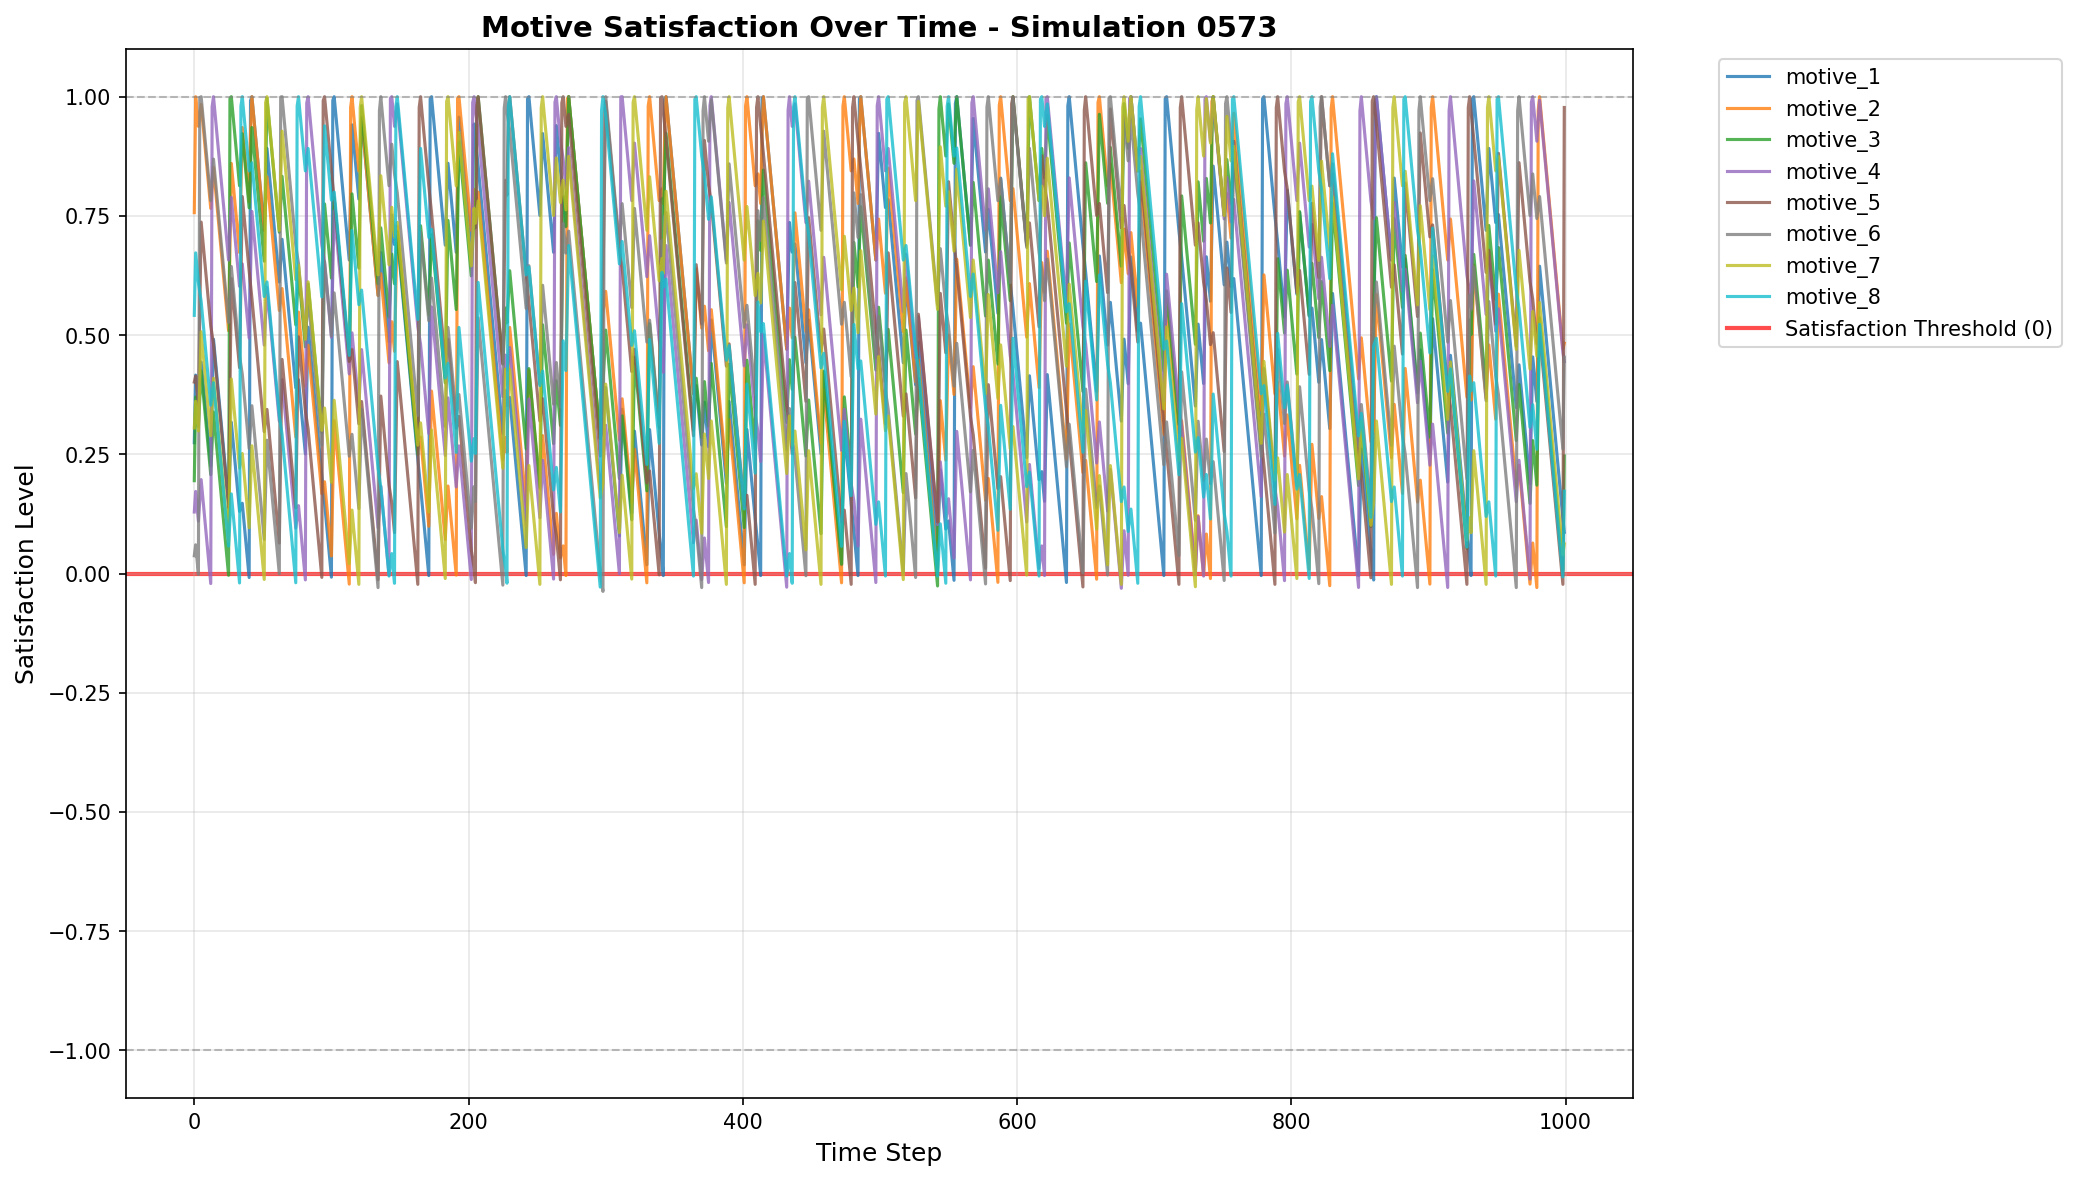 Motive Satisfaction Over Time - Simulation 0573
Satisfaction Level
1.00
0.75
0.50
0.25
0.00
−0.25
−0.50
−0.75
−1.00
0
200
400
600
800
1000
Time Step
motive_1
motive_2
motive_3
motive_4
motive_5
motive_6
motive_7
motive_8
Satisfaction Threshold (0)